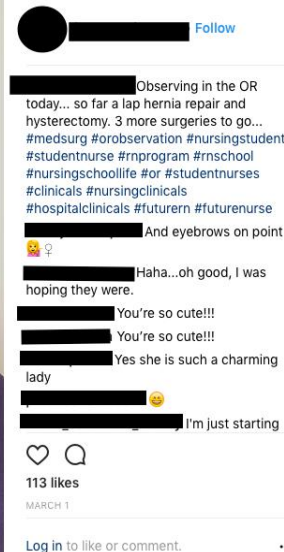 Follow
Observing in the OR
today... so far a lap hernia repair and
hysterectomy. 3 more surgeries to go...
#medsurg #orobservation #nursingstudent
#studentnurse #rnprogram #rnschool
#nursingschoollife #or #studentnurses
#clinicals #nursingclinicals
#hospitalclinicals #futurern #futurenurse
And eyebrows on point
💁‍♀
Haha...oh good, I was
hoping they were.
You're so cute!!!
You're so cute!!!
Yes she is such a charming
lady
😄
I'm just starting
113 likes
MARCH 1
Log in to like or comment.